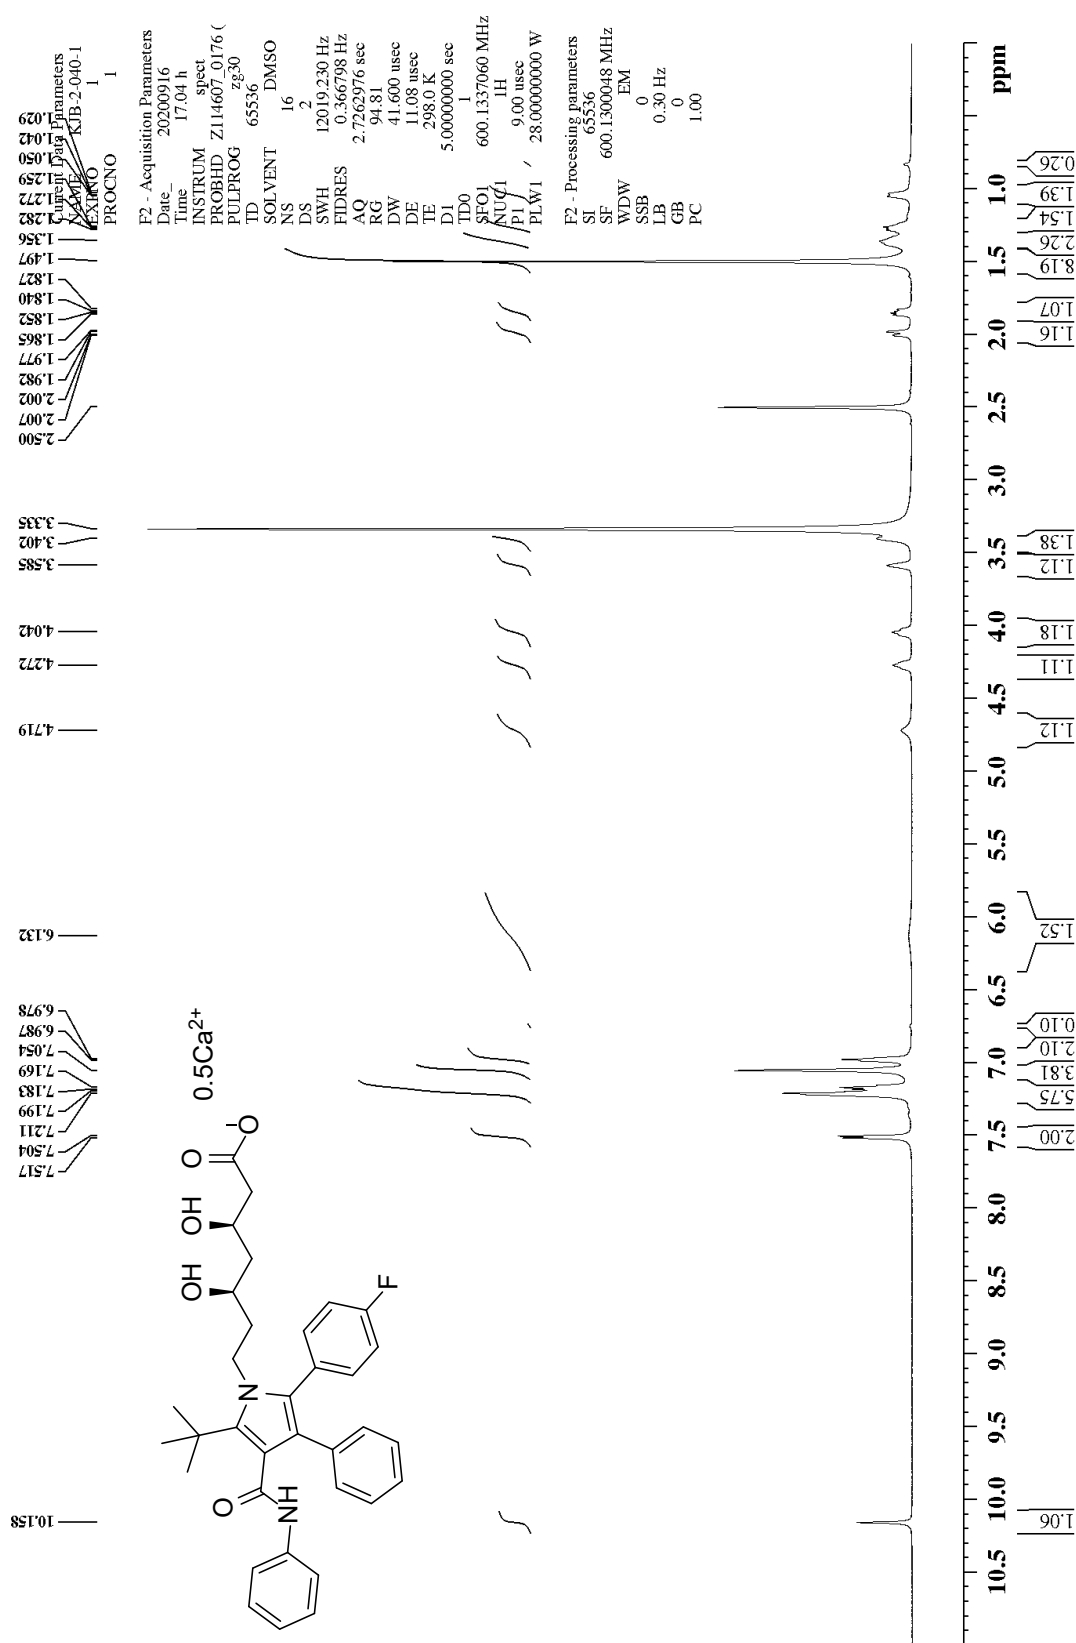 Current Data Parameters
NAME KJB-2-040-1
EXPNO 1
PROCNO 1
F2 - Acquisition Parameters
Date_ 20200916
Time 17.04 h
INSTRUM spect
PROBHD Z114607_0176 (
PULPROG zg30
TD 65536
SOLVENT DMSO
NS 16
DS 2
SWH 12019.230 Hz
FIDRES 0.366798 Hz
AQ 2.7262976 sec
RG 94.81
DW 41.600 usec
DE 11.08 usec
TE 298.0 K
D1 5.00000000 sec
TD0 1
SFO1 600.1337060 MHz
NUC1 1H
P1 9.00 usec
PLW1 28.00000000 W
F2 - Processing parameters
SI 65536
SF 600.1300048 MHz
WDW EM
SSB 0
LB 0.30 Hz
GB 0
PC 1.00
10.158
7.517
7.504
7.211
7.199
7.183
7.169
7.054
6.987
6.978
6.132
4.719
4.272
4.042
3.585
3.402
3.335
2.500
2.007
2.002
1.982
1.977
1.865
1.852
1.840
1.827
1.497
1.356
1.282
1.272
1.259
1.050
1.042
1.029
O
NH
N
F
OH
OH
O
O-
0.5Ca2+
10.5 10.0 9.5 9.0 8.5 8.0 7.5 7.0 6.5 6.0 5.5 5.0 4.5 4.0 3.5 3.0 2.5 2.0 1.5 1.0 ppm
1.06
2.00
5.75
3.81
2.10
0.10
1.52
1.12
1.11
1.18
1.12
1.38
1.16
1.07
8.19
2.26
1.54
1.39
0.26